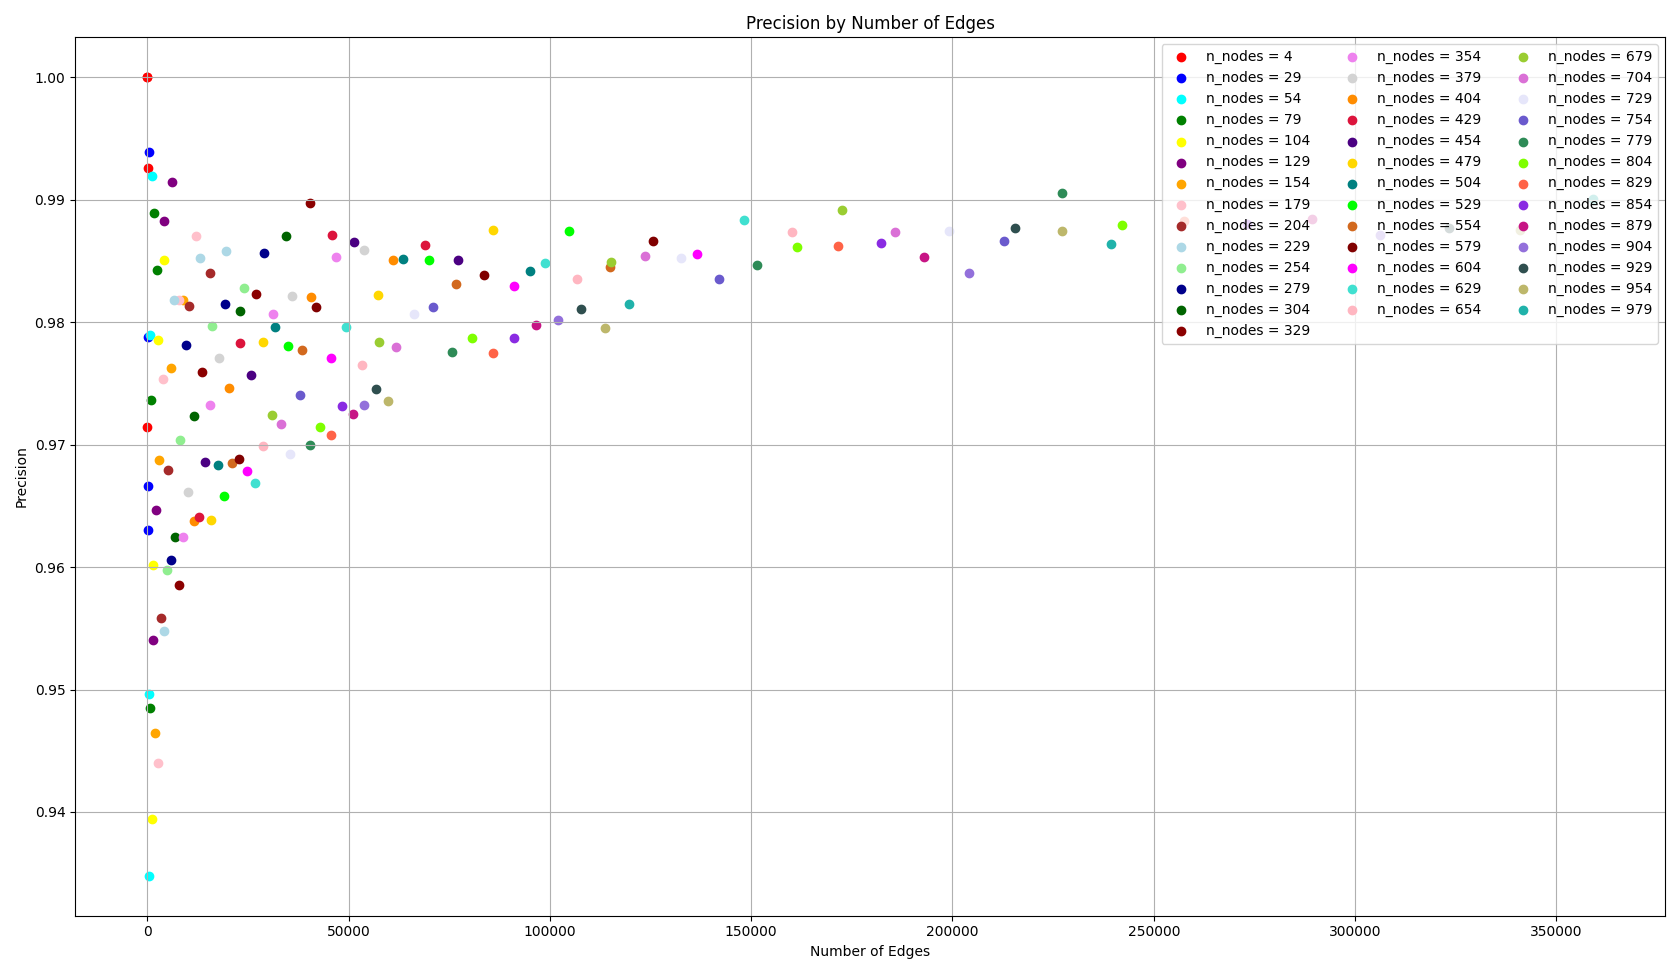 Precision by Number of Edges
n_nodes = 4
n_nodes = 29
n_nodes = 54
n_nodes = 79
n_nodes = 104
n_nodes = 129
n_nodes = 154
n_nodes = 179
n_nodes = 204
n_nodes = 229
n_nodes = 254
n_nodes = 279
n_nodes = 304
n_nodes = 329
n_nodes = 354
n_nodes = 379
n_nodes = 404
n_nodes = 429
n_nodes = 454
n_nodes = 479
n_nodes = 504
n_nodes = 529
n_nodes = 554
n_nodes = 579
n_nodes = 604
n_nodes = 629
n_nodes = 654
n_nodes = 679
n_nodes = 704
n_nodes = 729
n_nodes = 754
n_nodes = 779
n_nodes = 804
n_nodes = 829
n_nodes = 854
n_nodes = 879
n_nodes = 904
n_nodes = 929
n_nodes = 954
n_nodes = 979
Precision
1.00
0.99
0.98
0.97
0.96
0.95
0.94
0
50000
100000
150000
200000
250000
300000
350000
Number of Edges